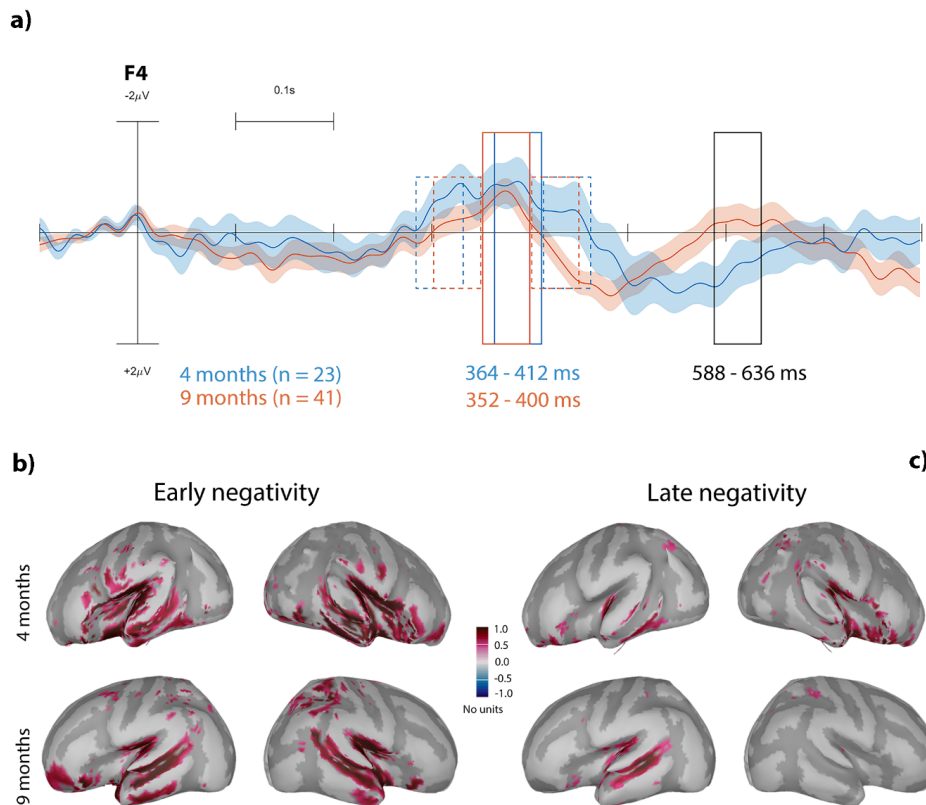 a)
F4
-2μV
0.1s
+2μV
4 months (n = 23)
9 months (n = 41)
364 - 412 ms
352 - 400 ms
588 - 636 ms
b)
c)
Early negativity
Late negativity
4 months
1.0
0.5
0.0
-0.5
-1.0
No units
9 months